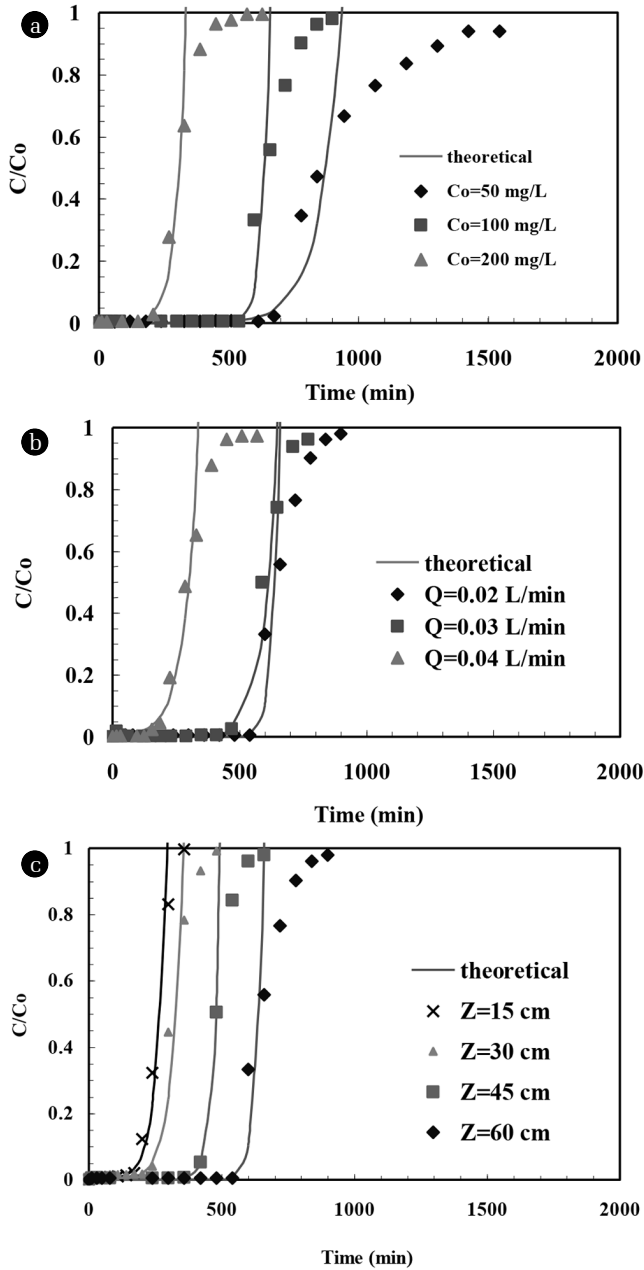 a
1
0.8
0.6
0.4
0.2
0
C/Co
theoretical
Co=50 mg/L
Co=100 mg/L
Co=200 mg/L
0 500 1000 1500 2000
Time (min)
b
1
0.8
0.6
0.4
0.2
0
C/Co
theoretical
Q=0.02 L/min
Q=0.03 L/min
Q=0.04 L/min
0 500 1000 1500 2000
Time (min)
c
1
0.8
0.6
0.4
0.2
0
C/Co
theoretical
Z=15 cm
Z=30 cm
Z=45 cm
Z=60 cm
0 500 1000 1500 2000
Time (min)